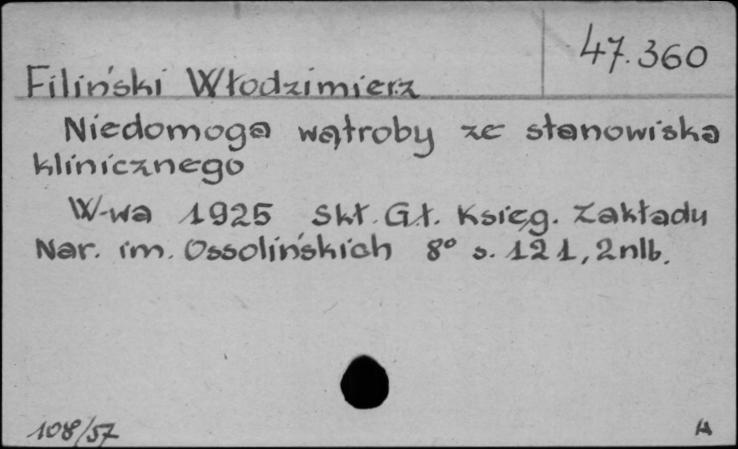 47.360
Filiński Włodzimierz
Niedomoga wątroby ze stanowiska
klinicznego
W-wa 1925 Skł. Gł. Księg. Zakładu
Nar. im. Ossolińskich 8° s. 121, 2nlb.
108/57
A